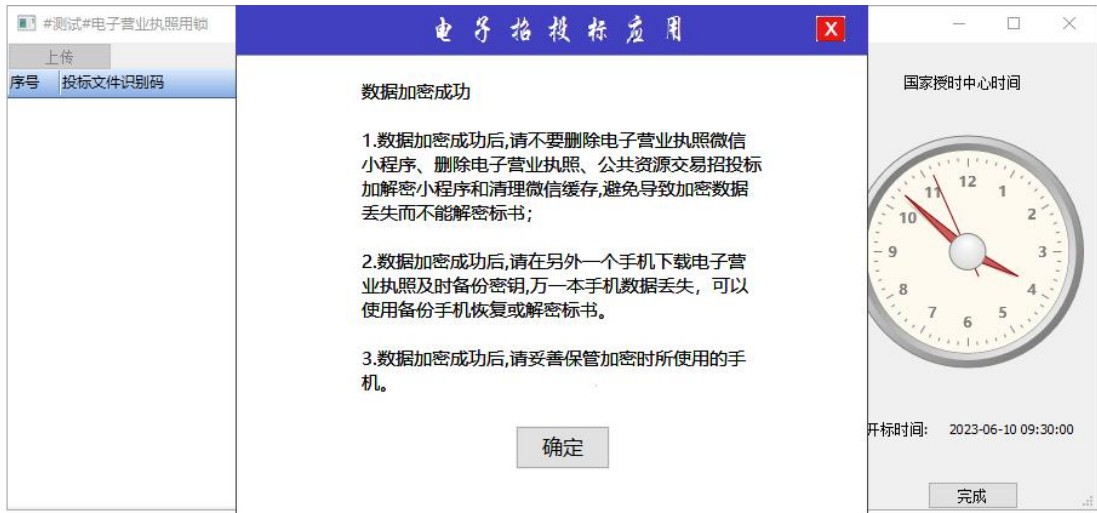 #测试#电子营业执照用锁
上传
序号 投标文件识别码
电子招投标应用
X
数据加密成功
1.数据加密成功后,请不要删除电子营业执照微信
小程序、删除电子营业执照、公共资源交易招投标
加解密小程序和清理微信缓存,避免导致加密数据
丢失而不能解密标书;
2.数据加密成功后,请在另外一个手机下载电子营
业执照及时备份密钥,万一本手机数据丢失，可以
使用备份手机恢复或解密标书。
3.数据加密成功后,请妥善保管加密时所使用的手
机。
确定
国家授时中心时间
12
1
2
3
4
5
6
7
8
9
10
11
开标时间: 2023-06-10 09:30:00
完成